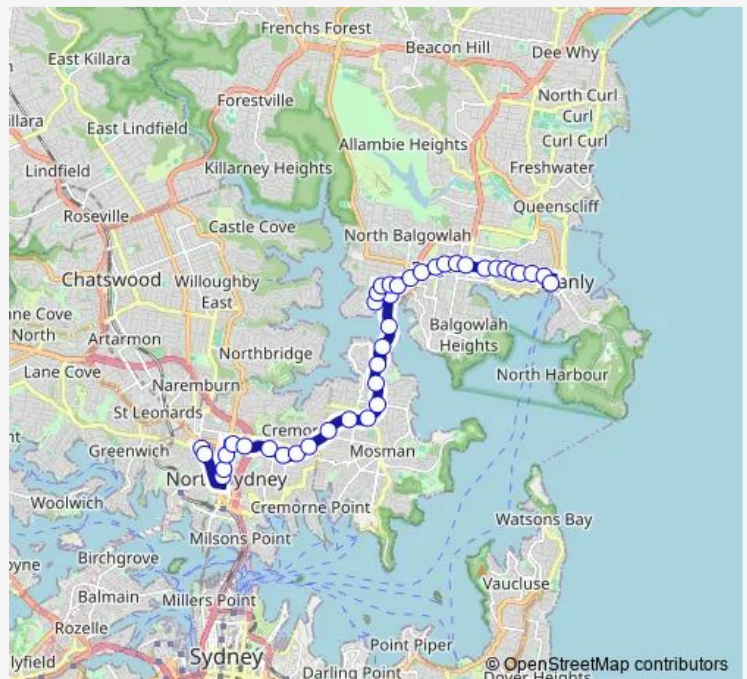 Frenchs Forest
Beacon Hill
Dee Why
East Killara
Forestville
North Curl
Curl
illara
East Lindfield
Allambie Heights
Curl Curl
Lindfield
Killarney Heights
Freshwater
Roseville
Queenscliff
Castle Cove
North Balgowlah
Chatswood
Willoughby
East
anly
ane Cove
North
Artarmon
Balgowlah
Heights
Northbridge
Lane Cove
Naremburn
North Harbour
St Leonards
Cremor
nt
Greenwich
Mosman
Nort
ydney
Woolwich
Cremorne Point
Watsons Bay
Milsons Point
oyne
Birchgrove
Vaucluse
Balmain
Millers Point
Rozelle
Point Piper
lyfield
Sydney
Darling Point
© OpenStreetMap contributors